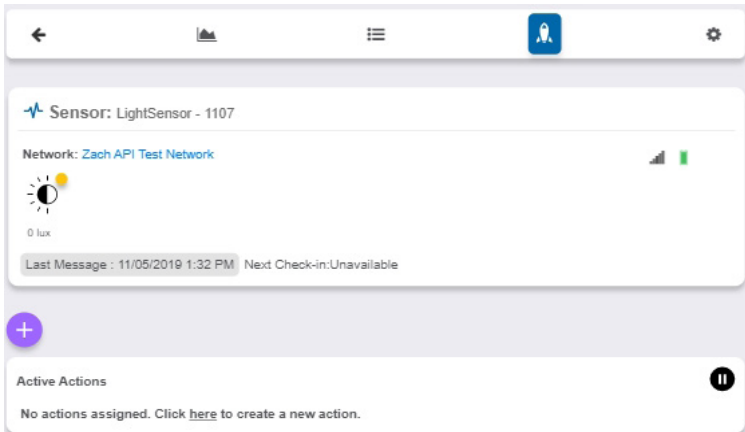 Sensor: LightSensor - 1107
Network: Zach API Test Network
0 lux
Last Message : 11/05/2019 1:32 PM Next Check-in:Unavailable
Active Actions
No actions assigned. Click here to create a new action.